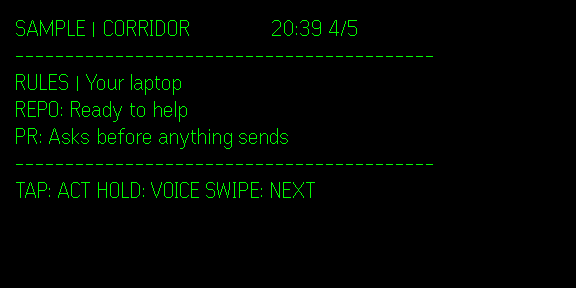 SAMPLE | CORRIDOR 20:39 4/5
------------------------------------------
RULES | Your laptop
REPO: Ready to help
PR: Asks before anything sends
------------------------------------------
TAP: ACT HOLD: VOICE SWIPE: NEXT